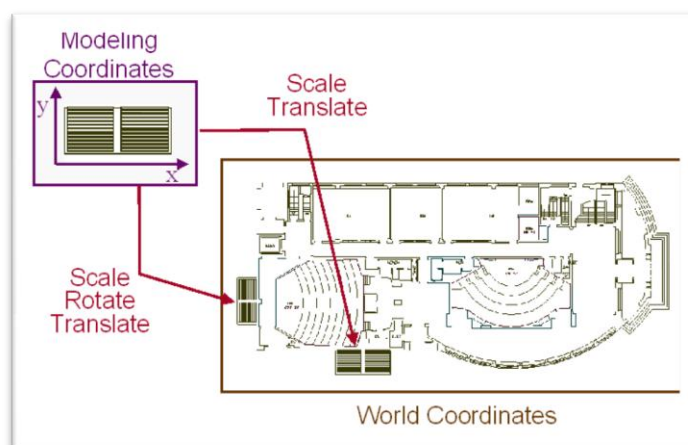 Modeling
Coordinates
y
x
Scale
Translate
Scale
Rotate
Translate
World Coordinates